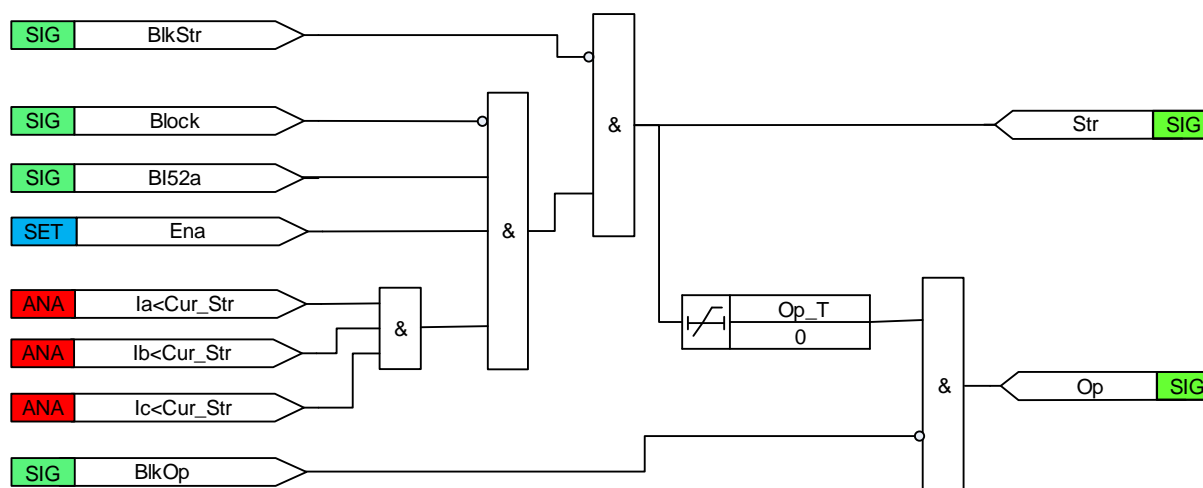 SIG BlkStr
SIG Block
SIG BI52a
SET Ena
ANA Ia<Cur_Str
ANA Ib<Cur_Str
ANA Ic<Cur_Str
SIG BlkOp
&
&
&
Str SIG
Op_T
0
&
Op SIG